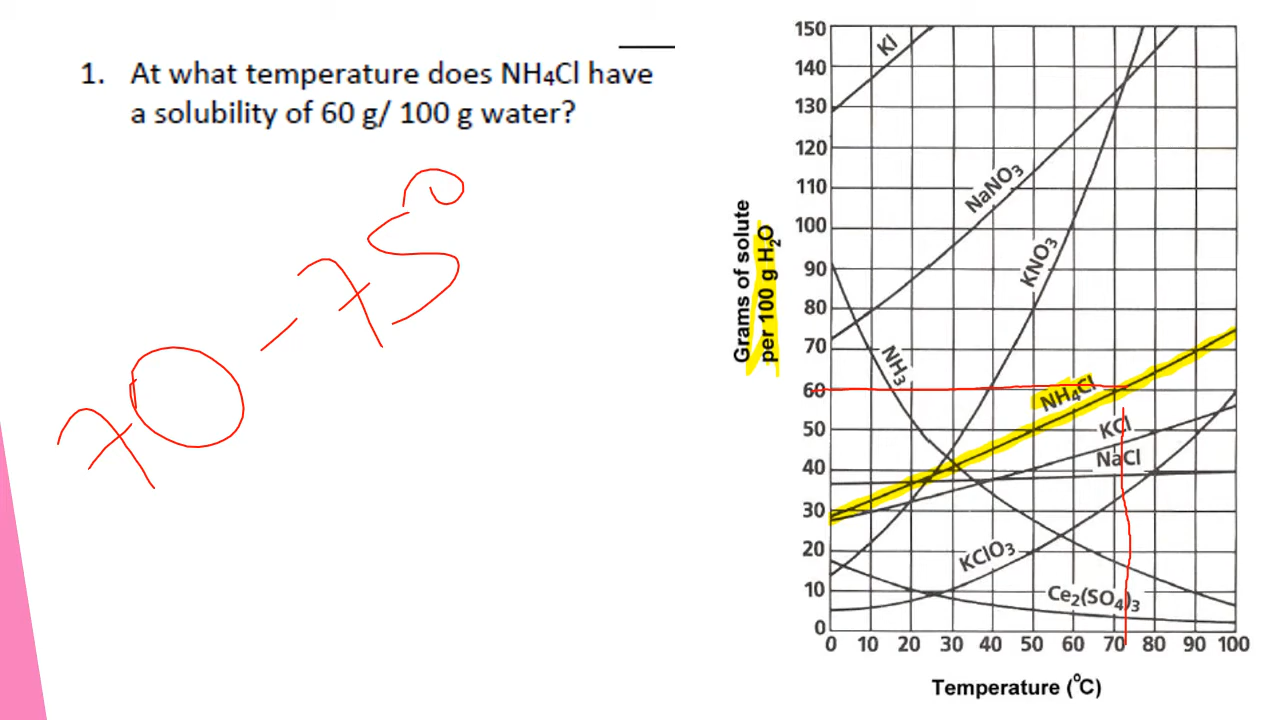 1. At what temperature does NH₄Cl have
a solubility of 60 g/ 100 g water?
70 - 75°
Grams of solute
per 100 g H₂O
150
140
130
120
110
100
90
80
70
60
50
40
30
20
10
0
KI
NaNO₃
KNO₃
NH₃
NH₄Cl
KCl
NaCl
KClO₃
Ce₂(SO₄)₃
0 10 20 30 40 50 60 70 80 90 100
Temperature (°C)